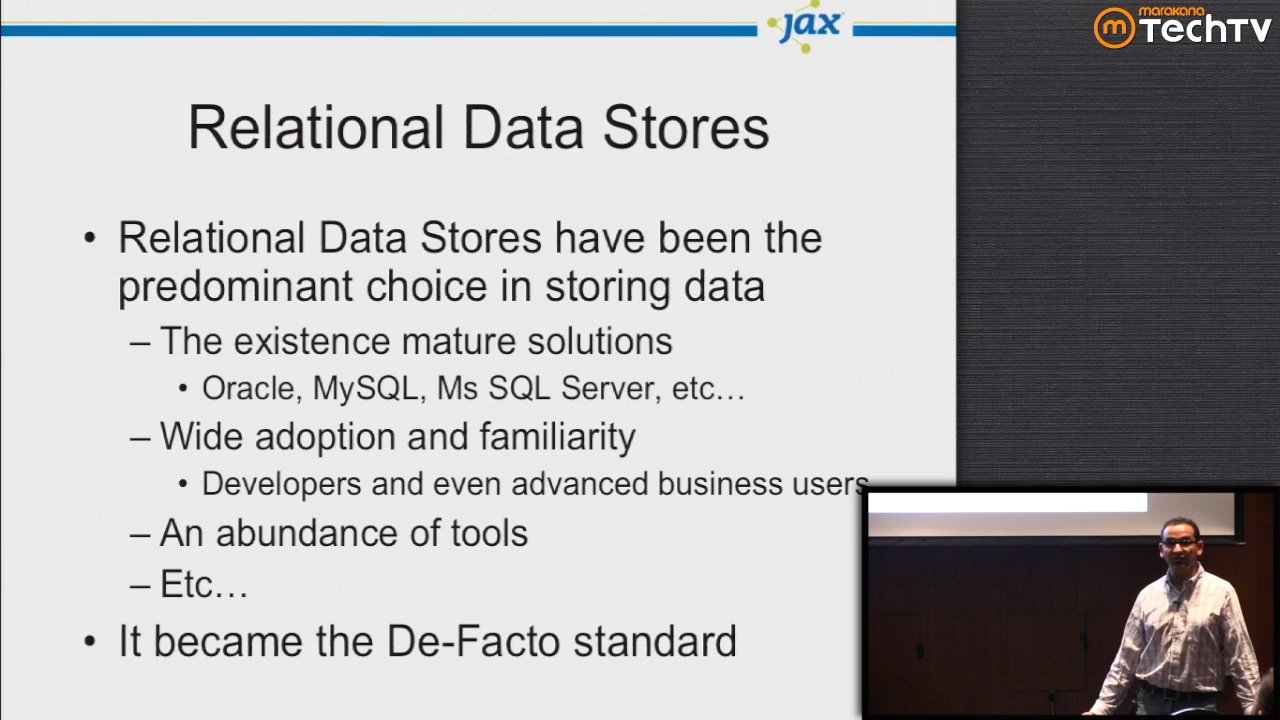 jax
marakana
m TechTV
Relational Data Stores
• Relational Data Stores have been the
predominant choice in storing data
– The existence mature solutions
• Oracle, MySQL, Ms SQL Server, etc…
– Wide adoption and familiarity
• Developers and even advanced business users
– An abundance of tools
– Etc…
• It became the De-Facto standard